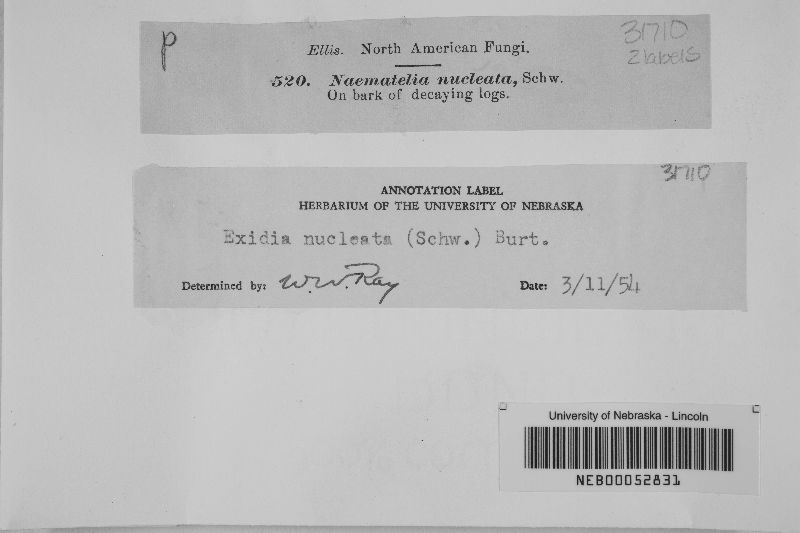 P
Ellis. North American Fungi.
31710
2 labels
520. Naematelia nucleata, Schw.
On bark of decaying logs.
31710
ANNOTATION LABEL
HERBARIUM OF THE UNIVERSITY OF NEBRASKA
Exidia nucleata (Schw.) Burt.
Determined by: W.W. Ray Date: 3/11/54
University of Nebraska - Lincoln
NEB00052831